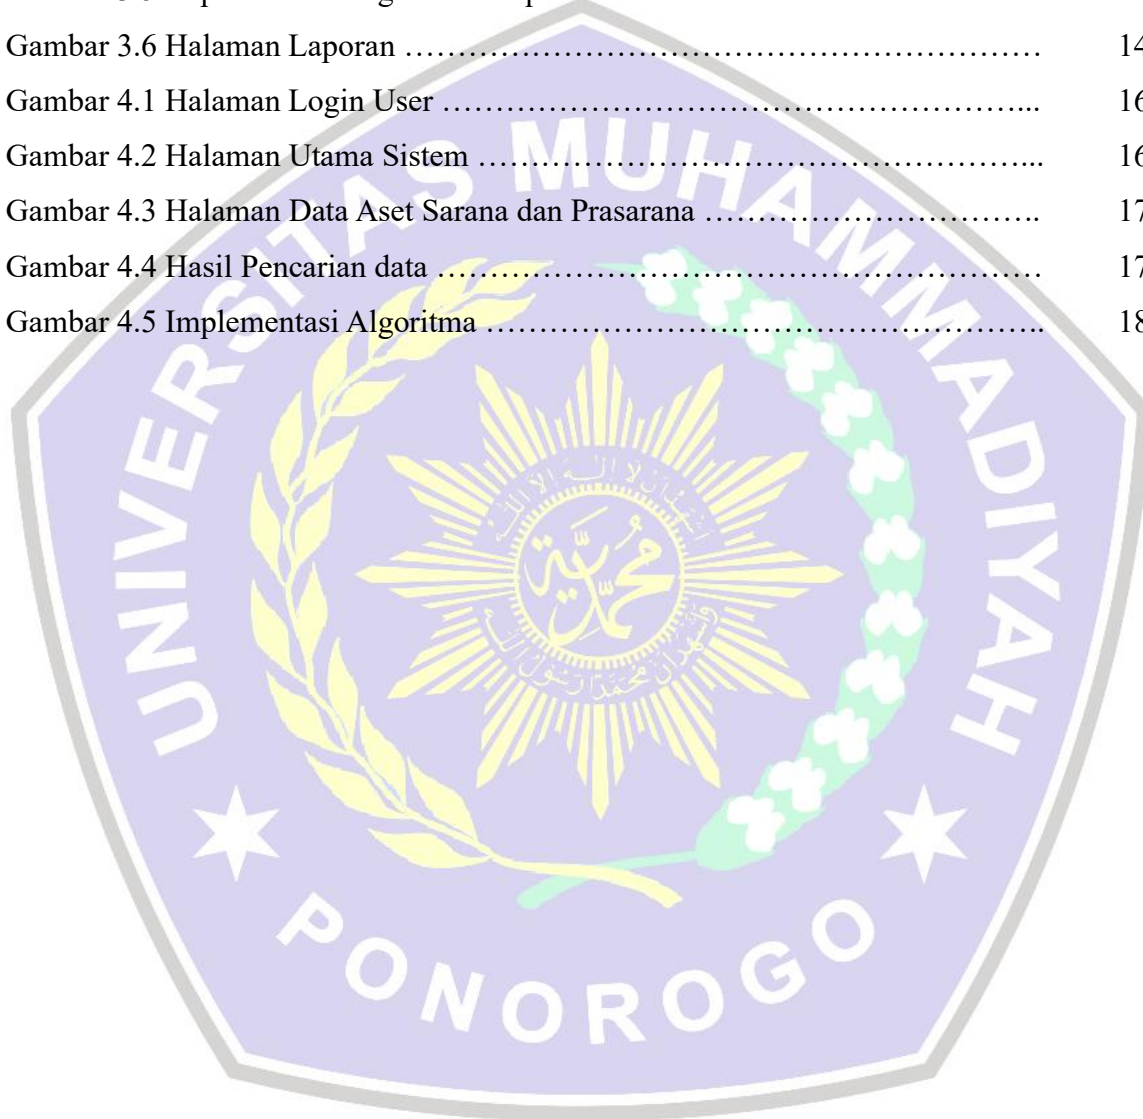 Gambar 3.6 Halaman Laporan ……………………………………………………… 14
Gambar 4.1 Halaman Login User ………………………………………………... 16
Gambar 4.2 Halaman Utama Sistem ……………………………………………... 16
Gambar 4.3 Halaman Data Aset Sarana dan Prasarana ………………………….. 17
Gambar 4.4 Hasil Pencarian data ………………………………………………… 17
Gambar 4.5 Implementasi Algoritma …………………………………………….. 18
UNIVERSITAS MUHAMMADIYAH
محمدية
PONOROGO